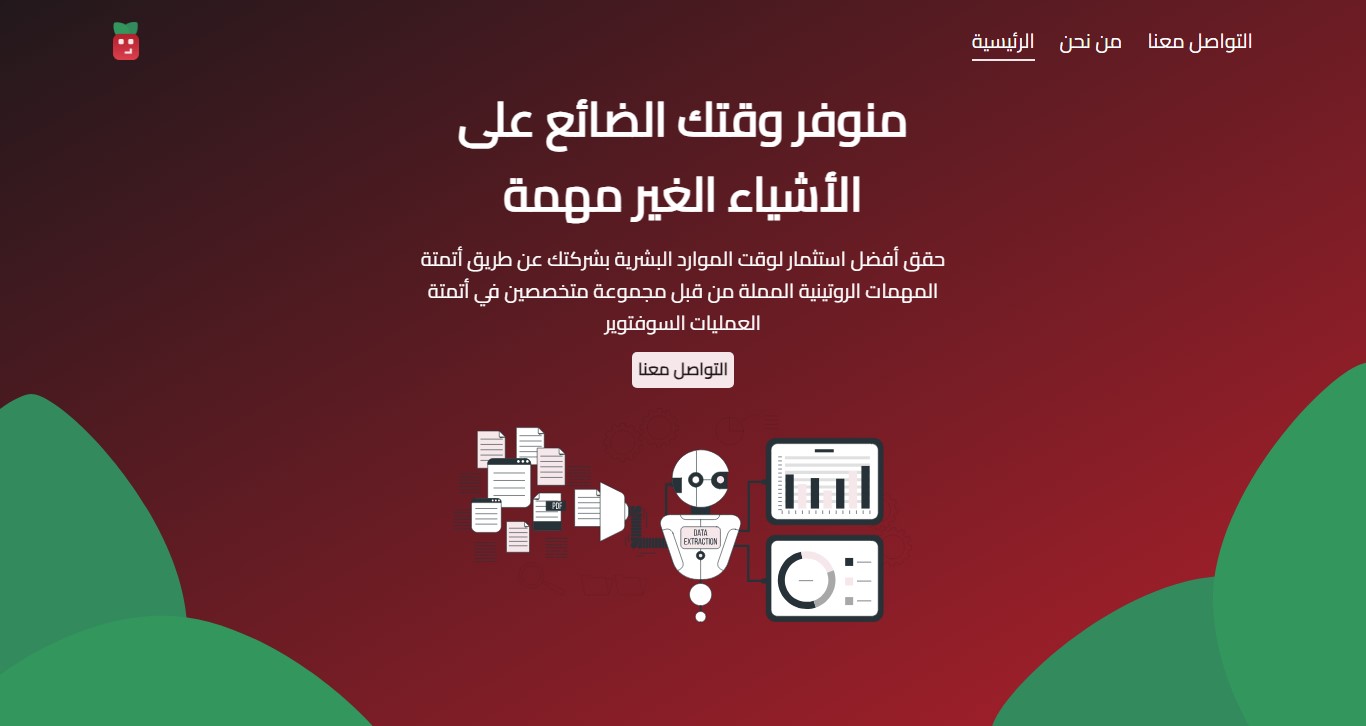 التواصل معنا
من نحن
الرئيسية
منوفر وقتك الضائع على
الأشياء الغير مهمة
حقق أفضل استثمار لوقت الموارد البشرية بشركتك عن طريق أتمتة
المهمات الروتينية المملة من قبل مجموعة متخصصين في أتمتة
العمليات السوفتوير
التواصل معنا
PDF
DATA
EXTRACTION